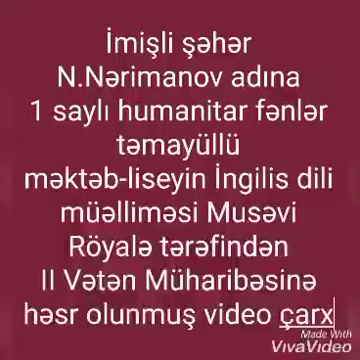 İmişli şəhər
N.Nərimanov adına
1 saylı humanitar fənlər
təmayüllü
məktəb-liseyin İngilis dili
müəlliməsi Musəvi
Röyalə tərəfindən
II Vətən Müharibəsinə
həsr olunmuş video çarx
Made With
VivaVideo